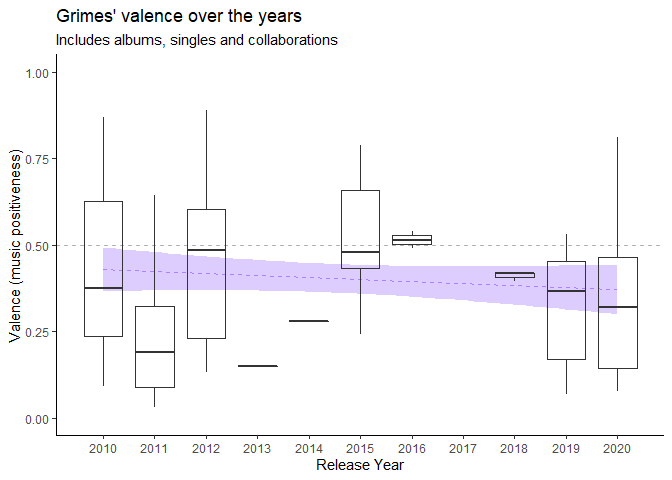 Grimes' valence over the years
Includes albums, singles and collaborations
Valence (music positiveness)
1.00
0.75
0.50
0.25
0.00
2010 2011 2012 2013 2014 2015 2016 2017 2018 2019 2020
Release Year